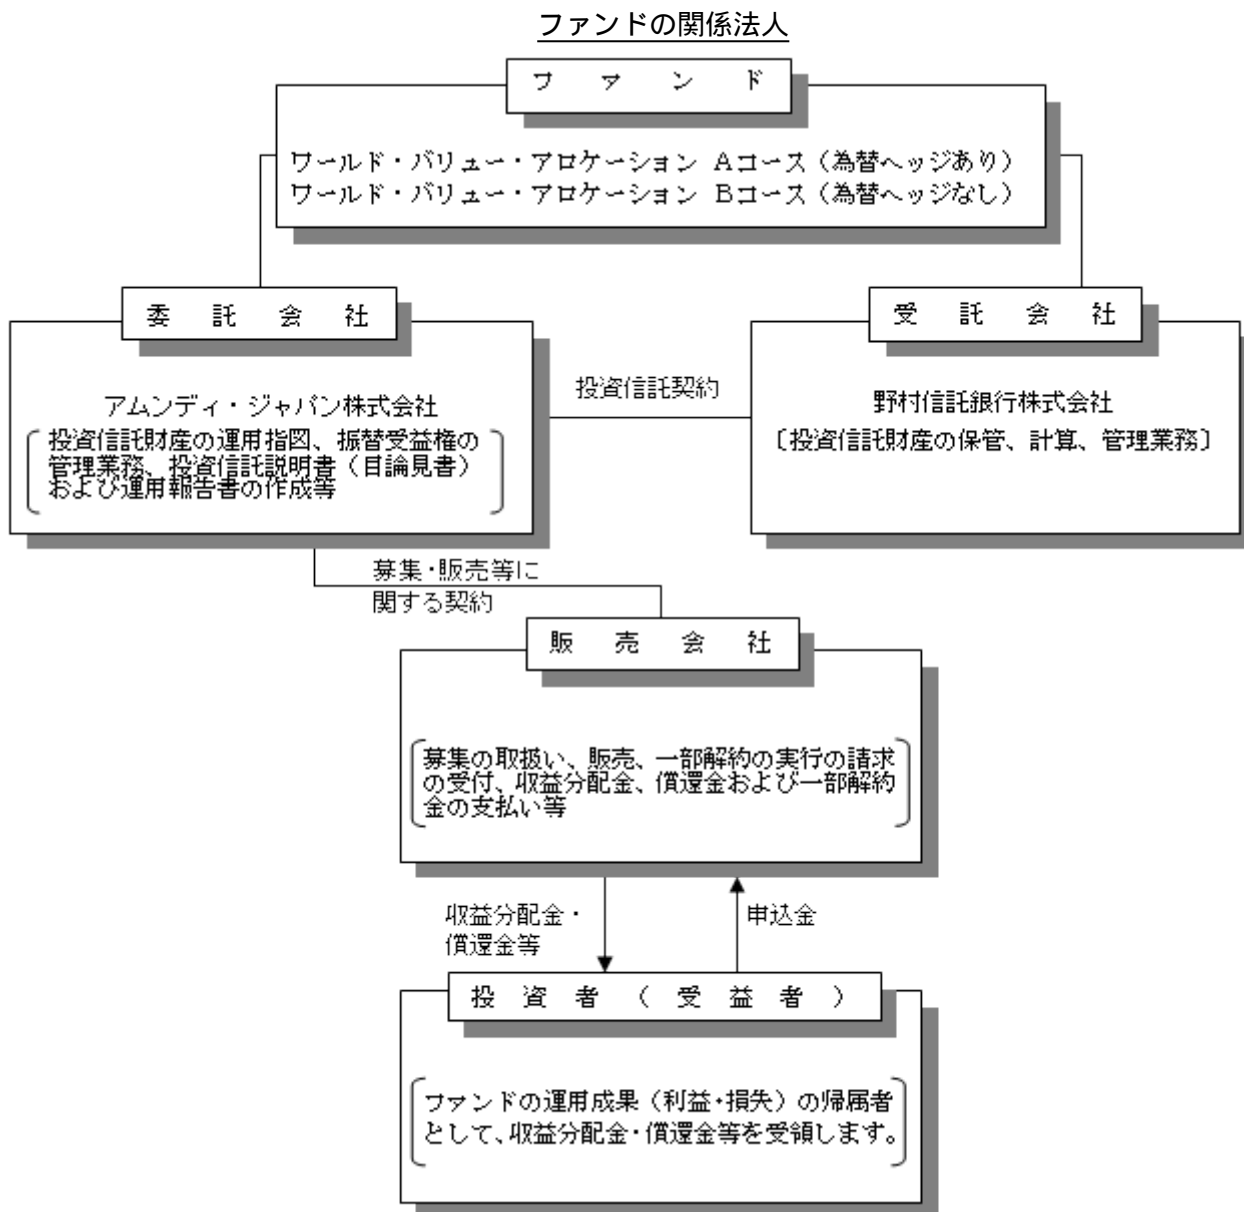 ファンドの関係法人
ファンド
ワールド・バリュー・アロケーション Aコース（為替ヘッジあり）
ワールド・バリュー・アロケーション Bコース（為替ヘッジなし）
委託会社
アムンディ・ジャパン株式会社
投資信託財産の運用指図、振替受益権の
管理業務、投資信託説明書（目論見書）
および運用報告書の作成等
投資信託契約
受託会社
野村信託銀行株式会社
〔投資信託財産の保管、計算、管理業務〕
募集・販売等に
関する契約
販売会社
募集の取扱い、販売、一部解約の実行の請求
の受付、収益分配金、償還金および一部解約
金の支払い等
収益分配金・
償還金等
申込金
投資者（受益者）
ファンドの運用成果（利益・損失）の帰属者
として、収益分配金・償還金等を受領します。